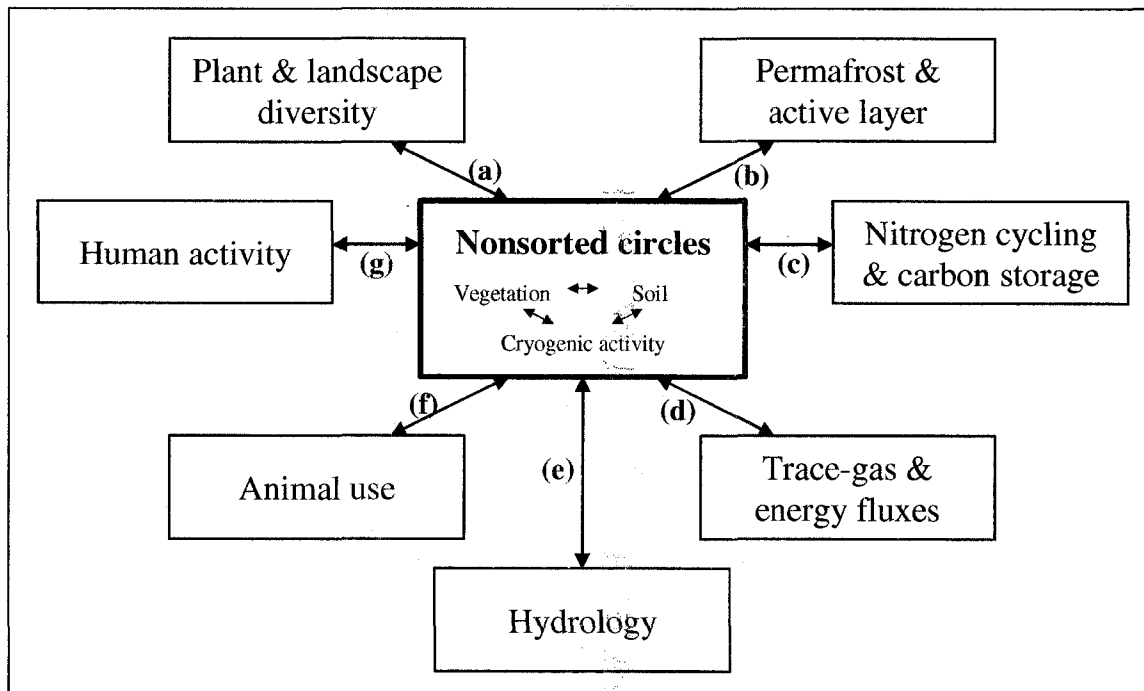 Plant & landscape
diversity
Permafrost &
active layer
(a)
(b)
Human activity
(g)
Nonsorted circles
Vegetation
Soil
Cryogenic activity
(c)
Nitrogen cycling
& carbon storage
(f)
(d)
Animal use
(e)
Trace-gas &
energy fluxes
Hydrology